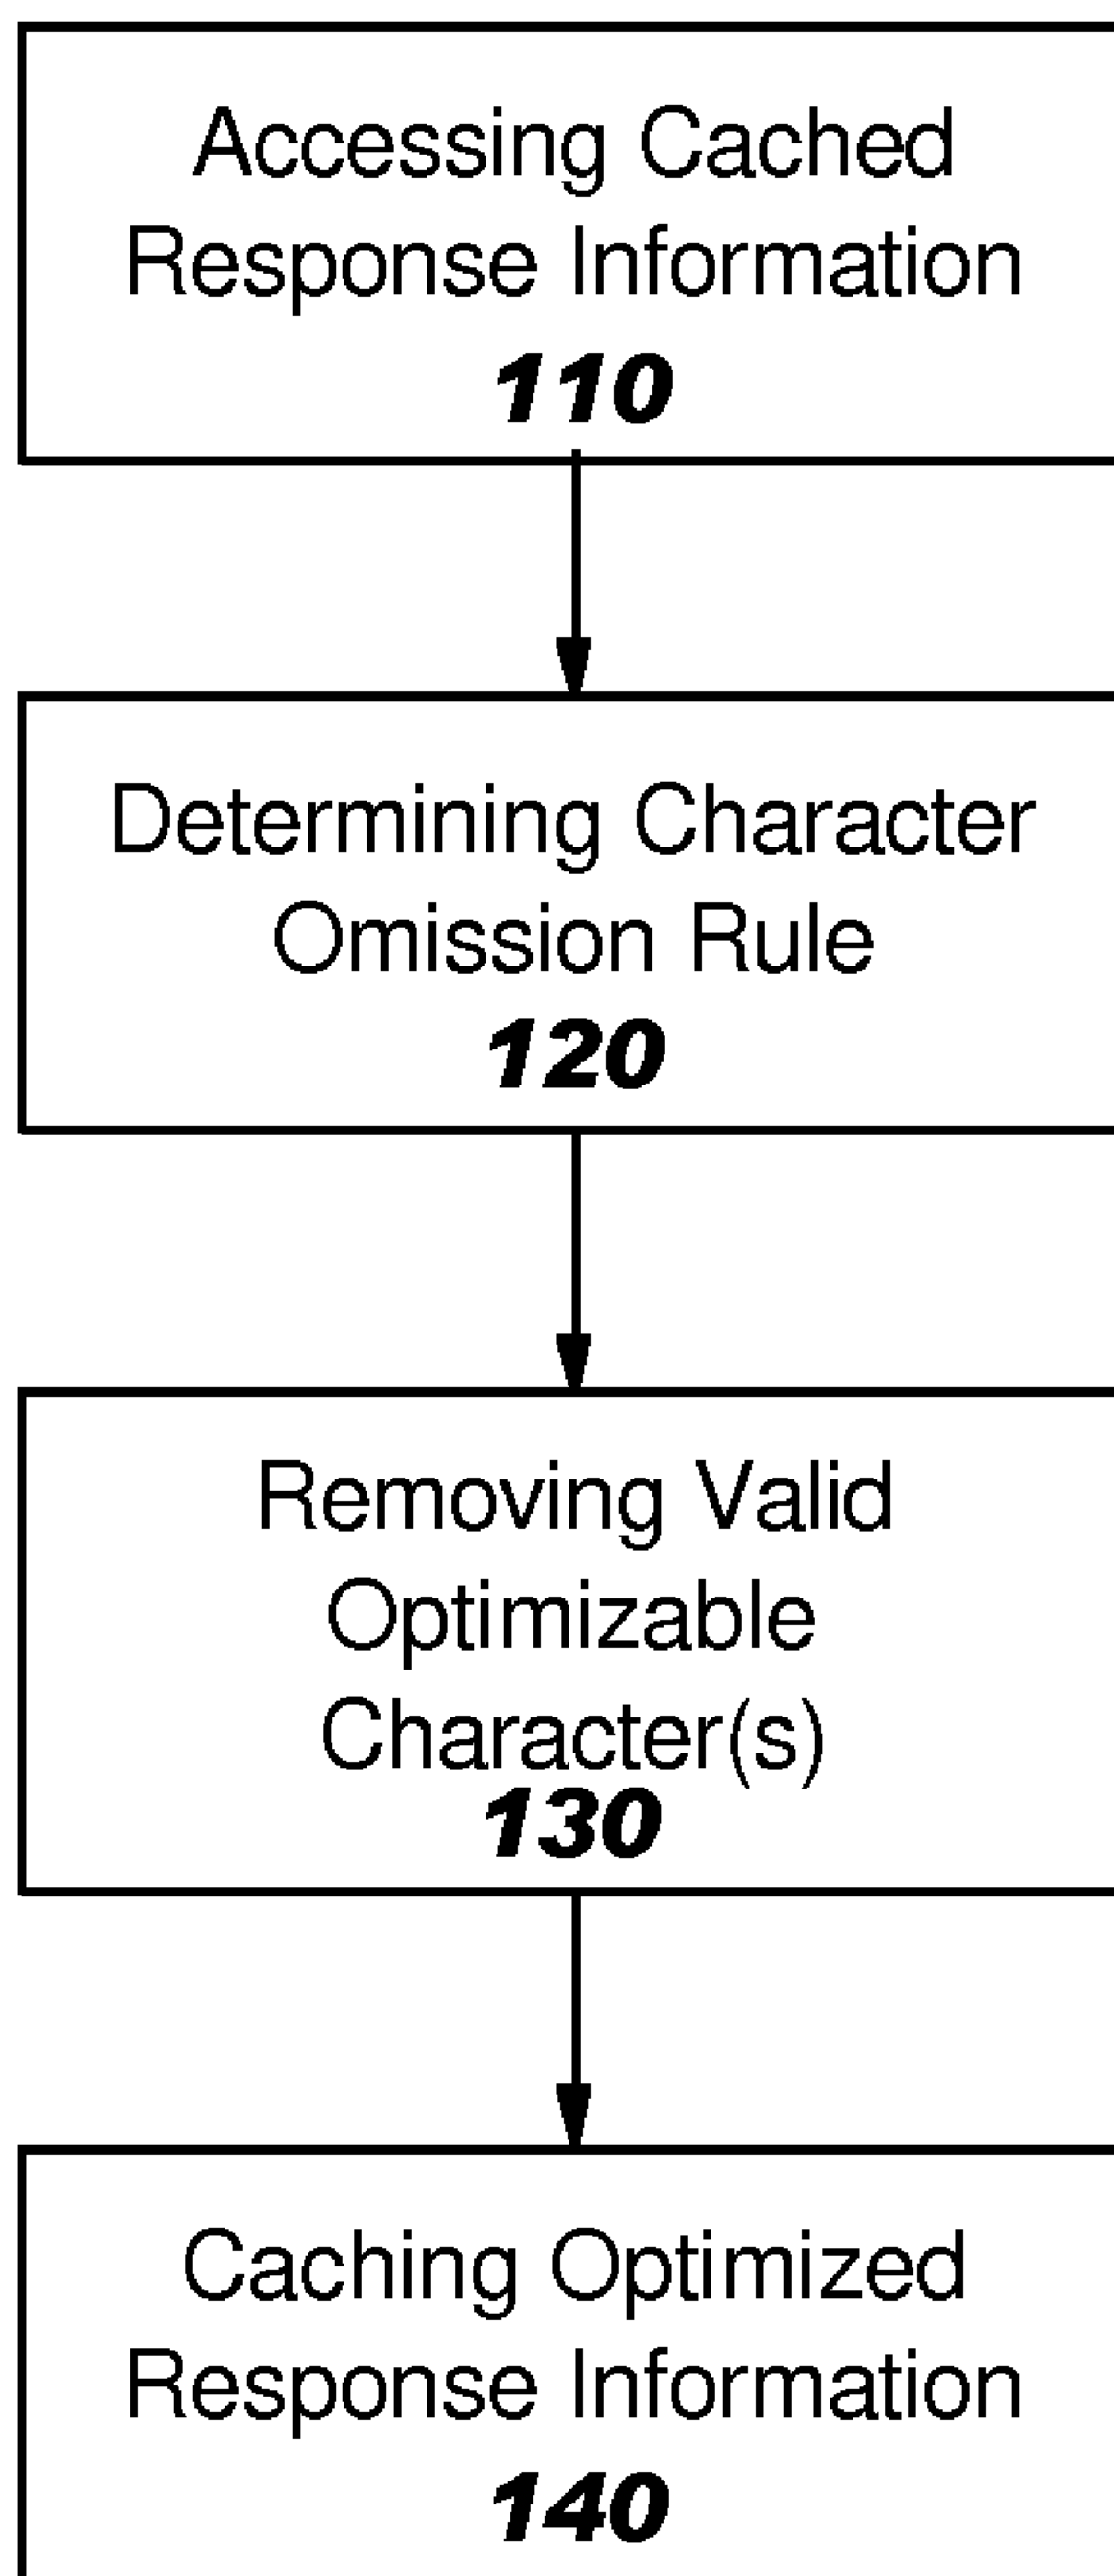 Accessing Cached
Response Information
110
Determining Character
Omission Rule
120
Removing Valid
Optimizable
Character(s)
130
Caching Optimized
Response Information
140